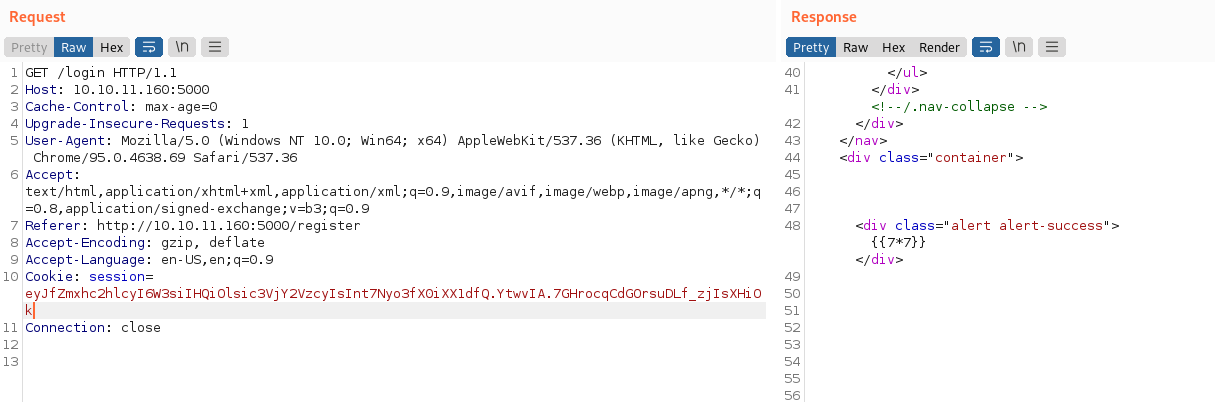 Request
Pretty Raw Hex \n
1 GET /login HTTP/1.1
2 Host: 10.10.11.160:5000
3 Cache-Control: max-age=0
4 Upgrade-Insecure-Requests: 1
5 User-Agent: Mozilla/5.0 (Windows NT 10.0; Win64; x64) AppleWebKit/537.36 (KHTML, like Gecko)
Chrome/95.0.4638.69 Safari/537.36
6 Accept:
text/html,application/xhtml+xml,application/xml;q=0.9,image/avif,image/webp,image/apng,*/*;q
=0.8,application/signed-exchange;v=b3;q=0.9
7 Referer: http://10.10.11.160:5000/register
8 Accept-Encoding: gzip, deflate
9 Accept-Language: en-US,en;q=0.9
10 Cookie: session=
eyJfZmxhc2hlcyI6W3siIHQiOlsic3VjY2VzcyIsInt7Nyo3fX0iXX1dfQ.YtwvIA.7GHrocqCdGOrsuDLf_zjIsXHiO
k
11 Connection: close
12
13
Response
Pretty Raw Hex Render \n
40 </ul>
41 </div>
<!--/.nav-collapse -->
42 </div>
43 </nav>
44 <div class="container">
45
46
47
48 <div class="alert alert-success">
{{7*7}}
</div>
49
50
51
52
53
54
55
56